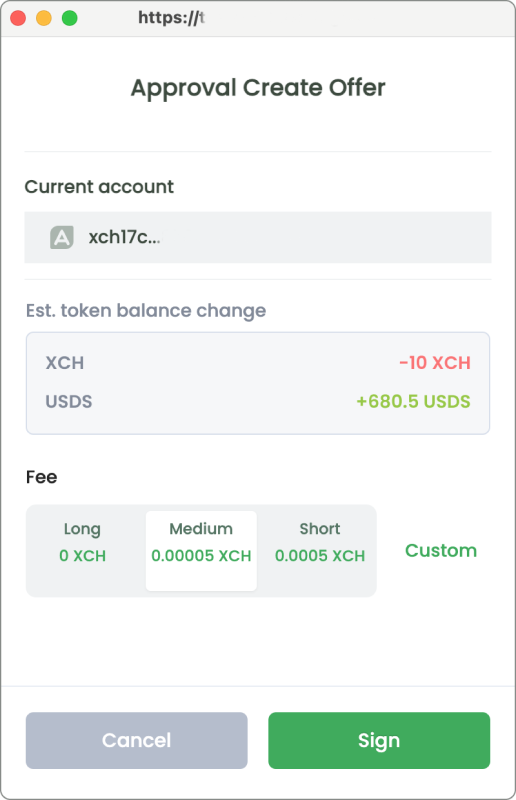 https://t
Approval Create Offer
Current account
xch17c...
Est. token balance change
XCH -10 XCH
USDS +680.5 USDS
Fee
Long Medium Short
0 XCH 0.00005 XCH 0.0005 XCH
Custom
Cancel Sign